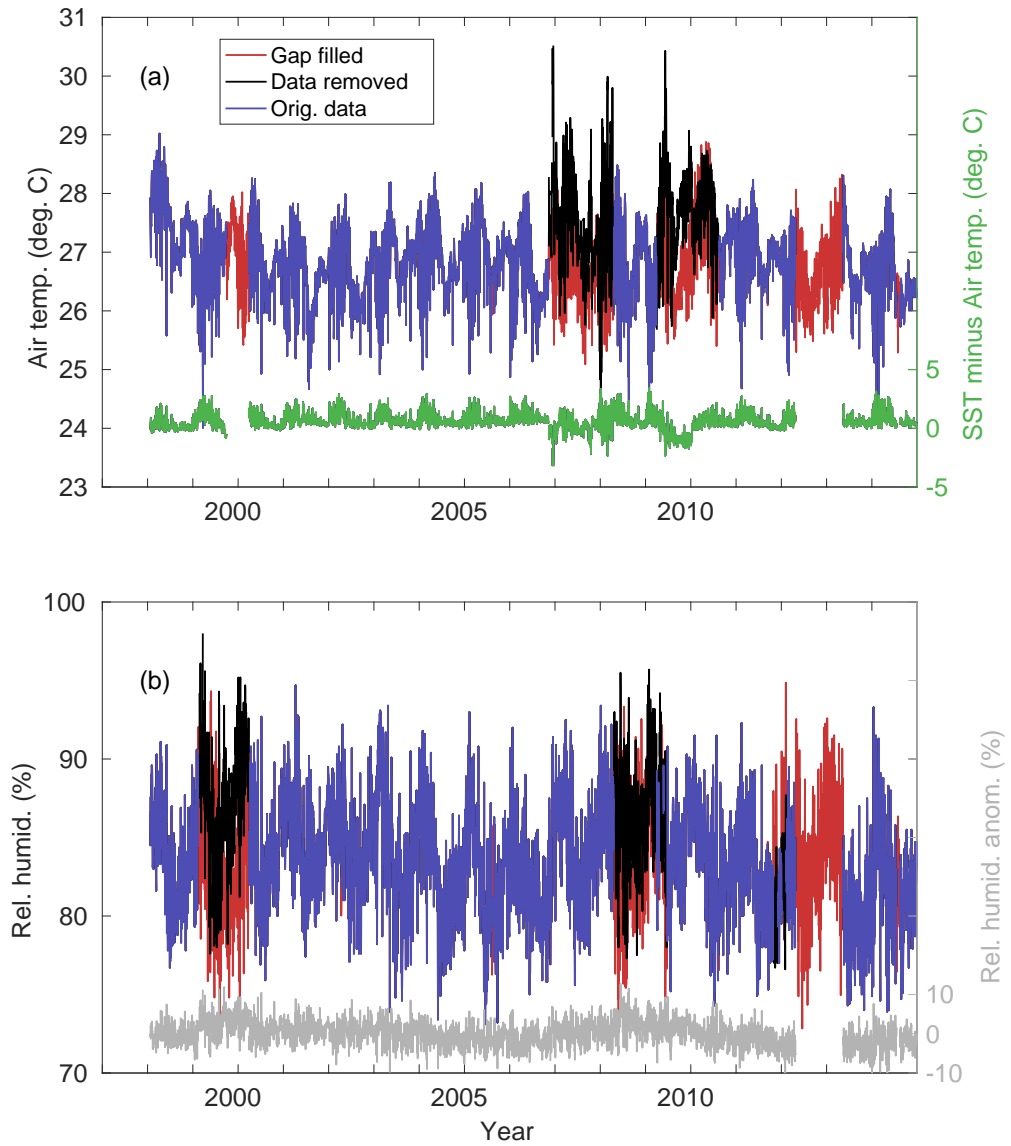 31
30
29
28
27
26
25
24
23
Air temp. (deg. C)
(a)
Gap filled
Data removed
Orig. data
5
0
-5
SST minus Air temp. (deg. C)
2000
2005
2010
100
90
80
70
Rel. humid. (%)
(b)
10
0
-10
Rel. humid. anom. (%)
2000
2005
2010
Year